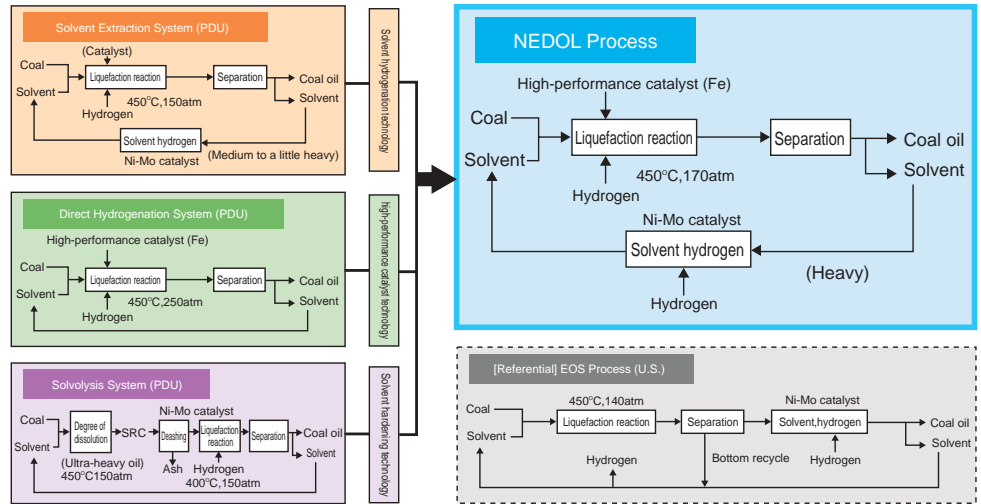 Solvent Extraction System (PDU)
(Catalyst)
Coal
Solvent
Liquefaction reaction
Separation
Coal oil
Solvent
450°C,150atm
Hydrogen
Solvent hydrogen
Ni-Mo catalyst
(Medium to a little heavy)
Solvent hydrogenation technology
Direct Hydrogenation System (PDU)
High-performance catalyst (Fe)
Coal
Solvent
Liquefaction reaction
Separation
Coal oil
Solvent
450°C,250atm
Hydrogen
high-performance catalyst technology
Solvolysis System (PDU)
Ni-Mo catalyst
Coal
Solvent
Degree of
dissolution
SRC
Deashing
Liquefaction
reaction
Separation
Coal oil
Solvent
(Ultra-heavy oil)
450°C150atm
Ash
Hydrogen
400°C,150atm
Solvent hardening technology
NEDOL Process
High-performance catalyst (Fe)
Coal
Solvent
Liquefaction reaction
Separation
Coal oil
Solvent
450°C,170atm
Hydrogen
Ni-Mo catalyst
Solvent hydrogen
(Heavy)
Hydrogen
[Referential] EOS Process (U.S.)
450°C,140atm
Ni-Mo catalyst
Coal
Solvent
Liquefaction reaction
Separation
Solvent,hydrogen
Coal oil
Solvent
Hydrogen
Bottom recycle
Hydrogen